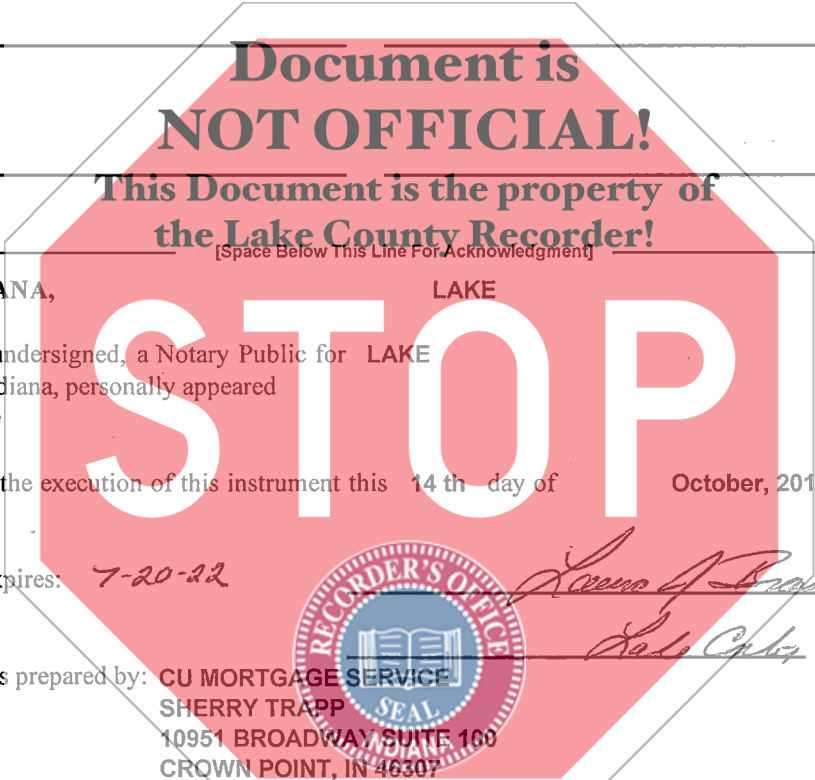 Document is
NOT OFFICIAL!
This Document is the property of
the Lake County Recorder!
[Space Below This Line For Acknowledgment]
ANA, LAKE
ndersigned, a Notary Public for LAKE
diana, personally appeared
STOP
the execution of this instrument this 14 th day of October, 201
pires: 7-20-22
RECORDER'S OFFICE
SEAL
INDIANA
s prepared by: CU MORTGAGE SERVICE
SHERRY TRAPP
10951 BROADWAY SUITE 100
CROWN POINT, IN 46307